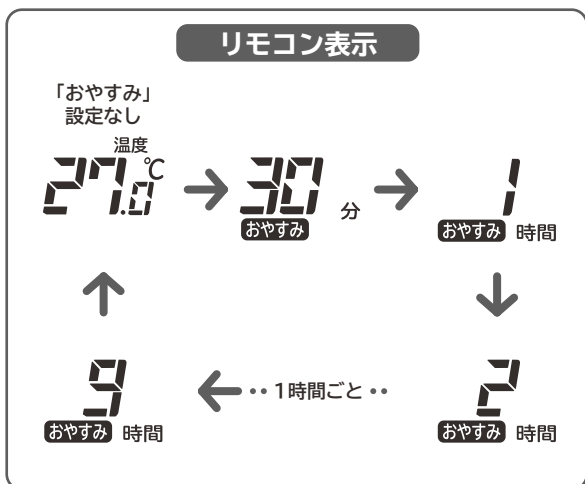 リモコン表示
「おやすみ」
設定なし
温度
27.0℃
30
おやすみ
分
1
おやすみ 時間
9
おやすみ 時間
‥1時間ごと‥
2
おやすみ 時間